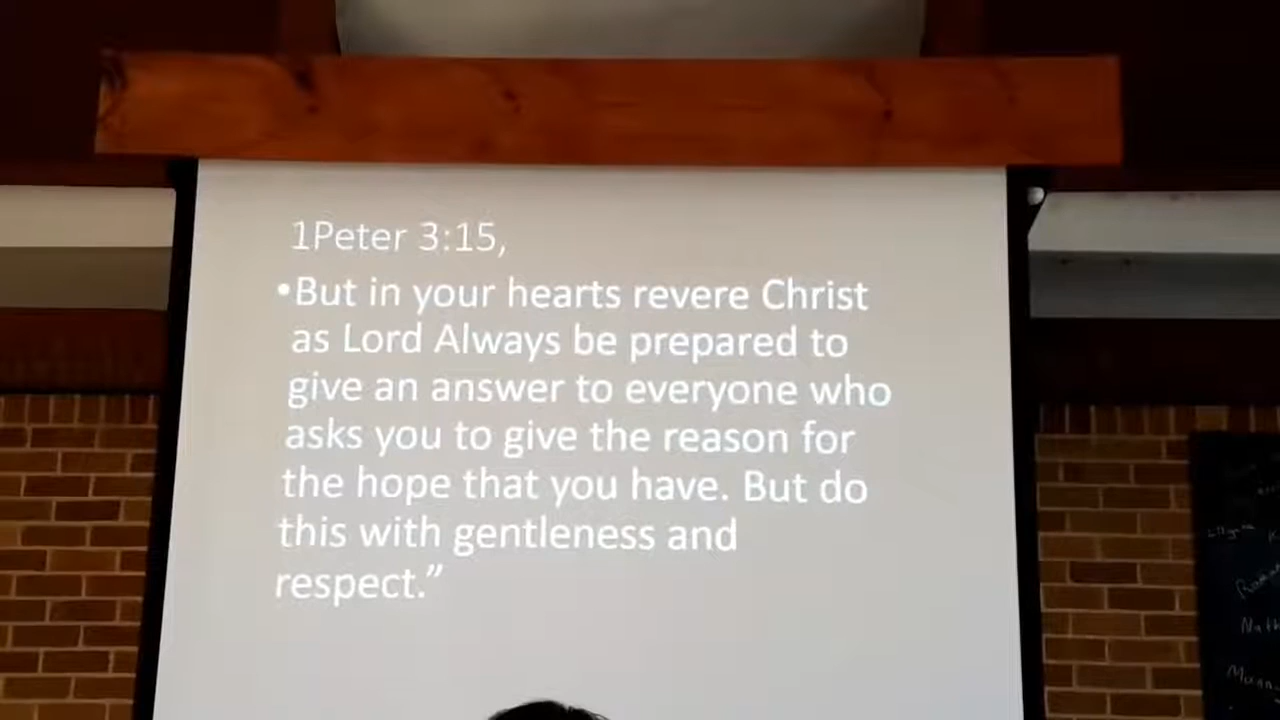 1Peter 3:15,
•But in your hearts revere Christ
as Lord Always be prepared to
give an answer to everyone who
asks you to give the reason for
the hope that you have. But do
this with gentleness and
respect.”